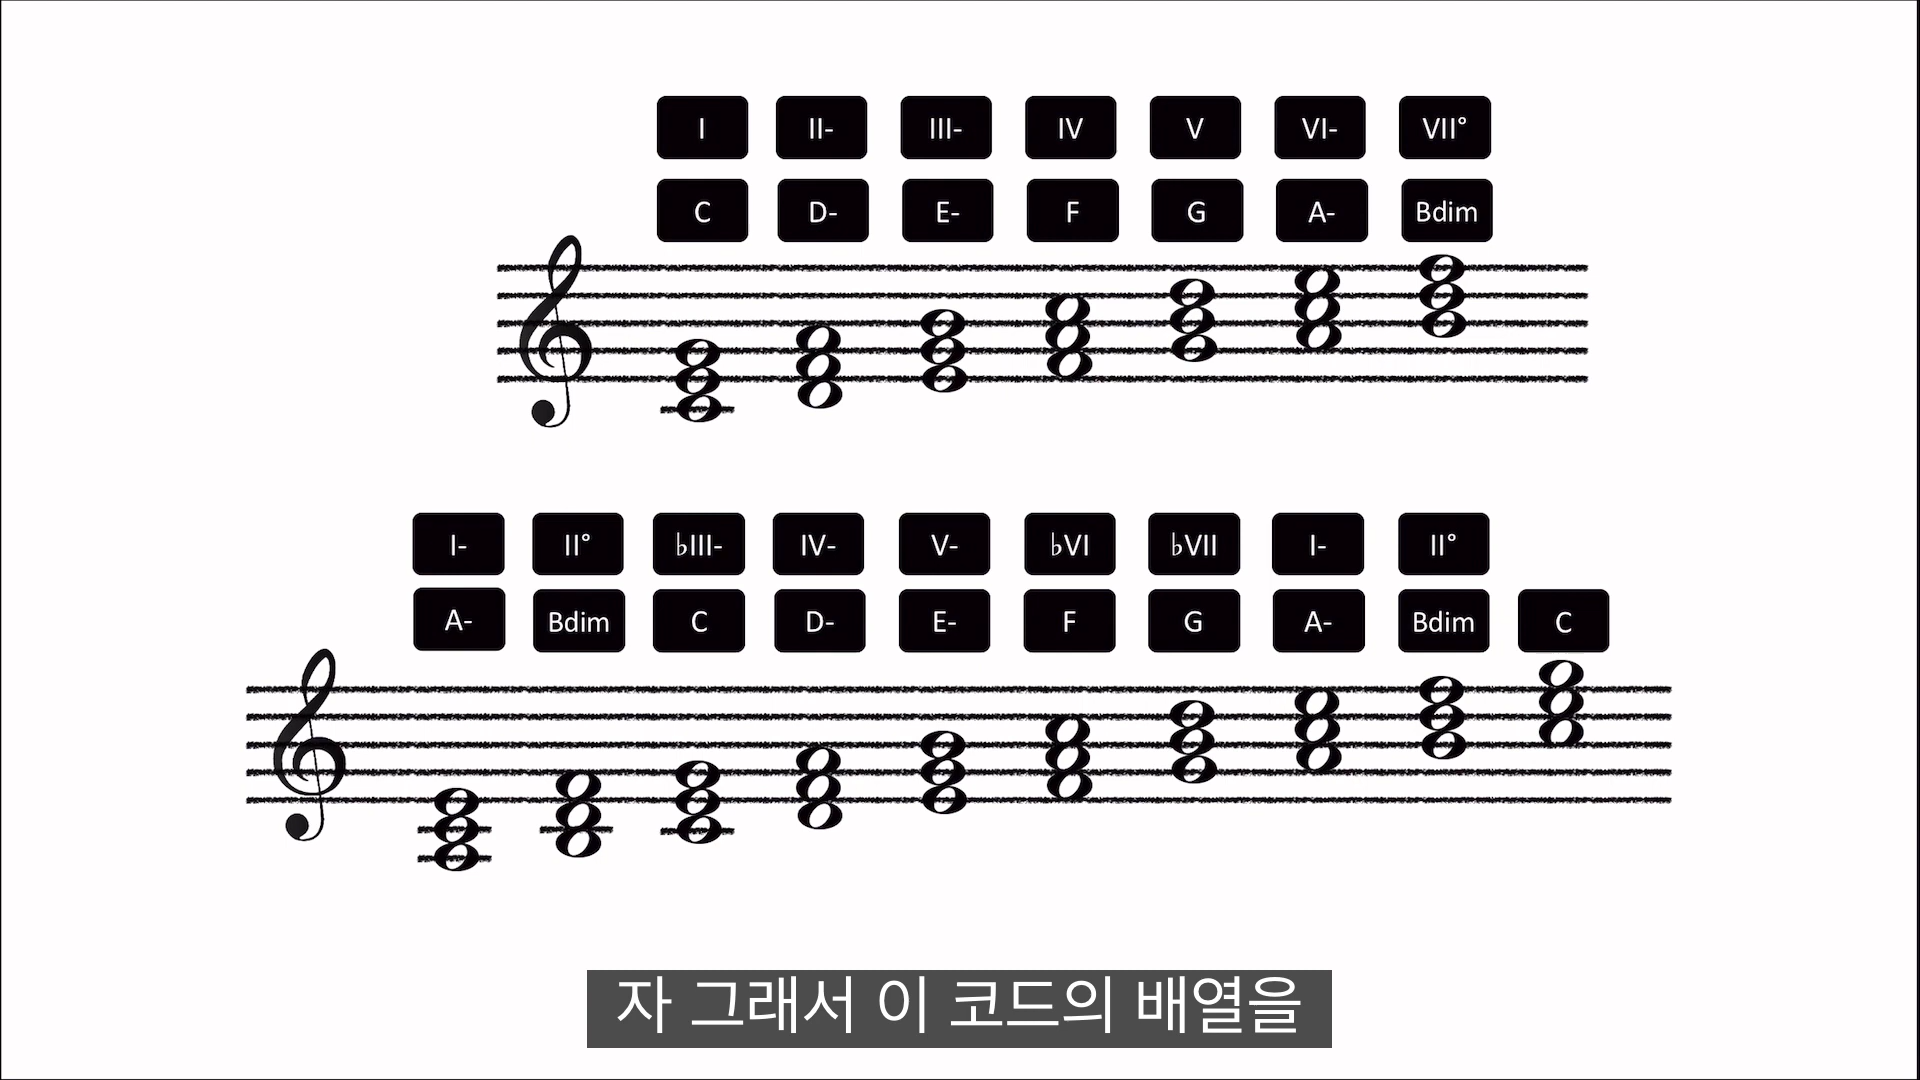 I II- III- IV V VI- VII°
C D- E- F G A- Bdim
I- II° ♭III- IV- V- ♭VI ♭VII I- II°
A- Bdim C D- E- F G A- Bdim C
자 그래서 이 코드의 배열을